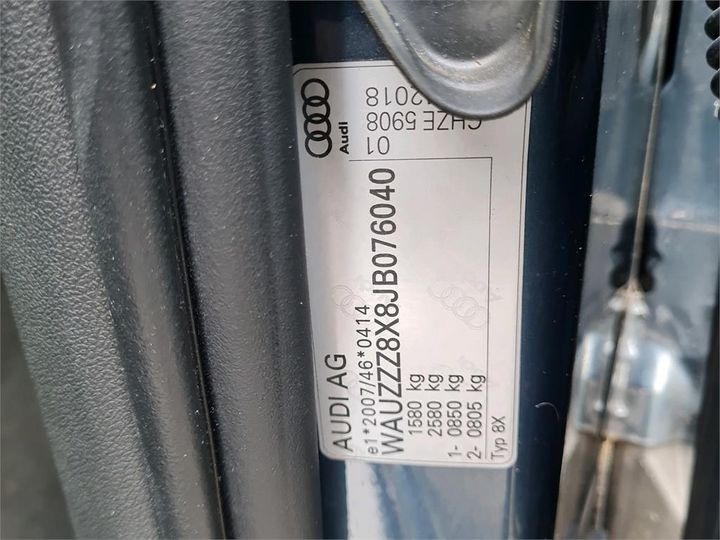 AUDI AG
e1*2007/46*0414
WAUZZZ8X8JB076040
1580 kg
2580 kg
1- 0850 kg
2- 0805 kg
Typ 8X
Audi
01
CHZE 5908
2018